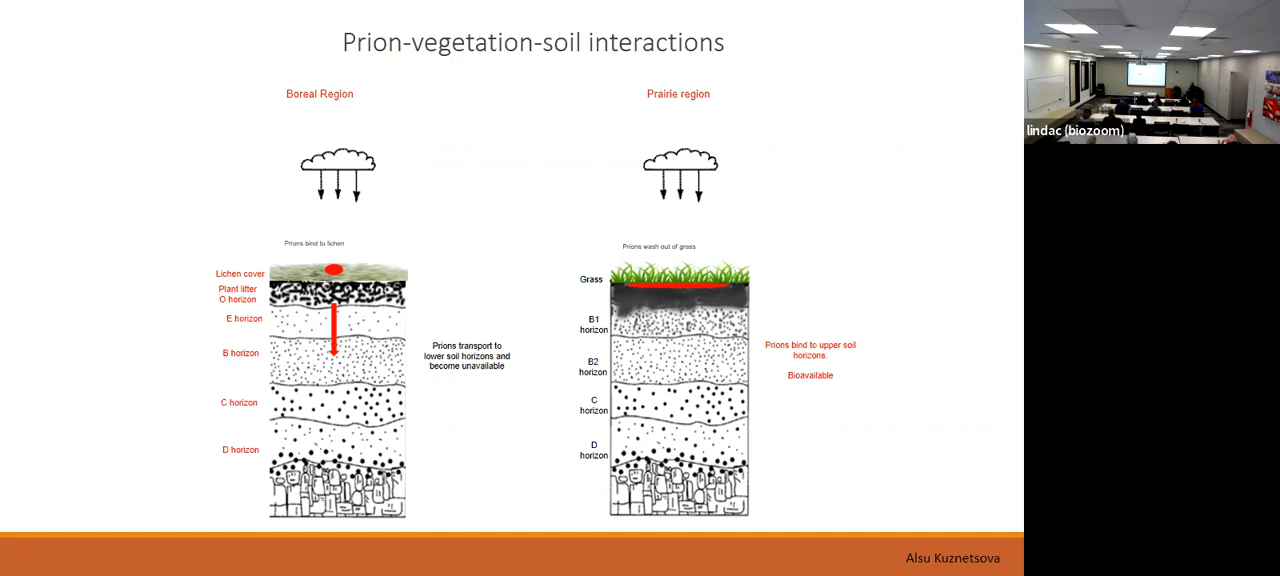 Prion-vegetation-soil interactions
Boreal Region
Prairie region
lindac (biozoom)
Prions bind to lichen
Prions wash out of grass
Lichen cover
Plant litter
O horizon
E horizon
B horizon
C horizon
D horizon
Prions transport to
lower soil horizons and
become unavailable
Grass
B1
horizon
B2
horizon
C
horizon
D
horizon
Prions bind to upper soil
horizons.
Bioavailable
Alsu Kuznetsova